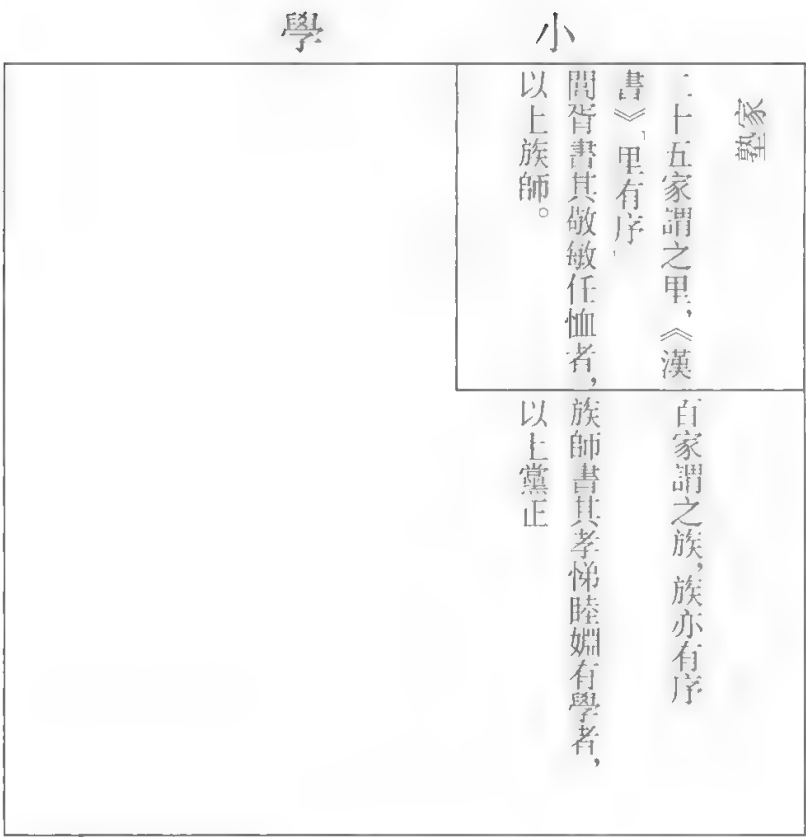 小學
家塾
二十五家謂之里，《漢
書》「里有序」
閭胥書其敬敏任恤者，
以上族師。
百家謂之族，族亦有序
族師書其孝悌睦婣有學者，
以上黨正